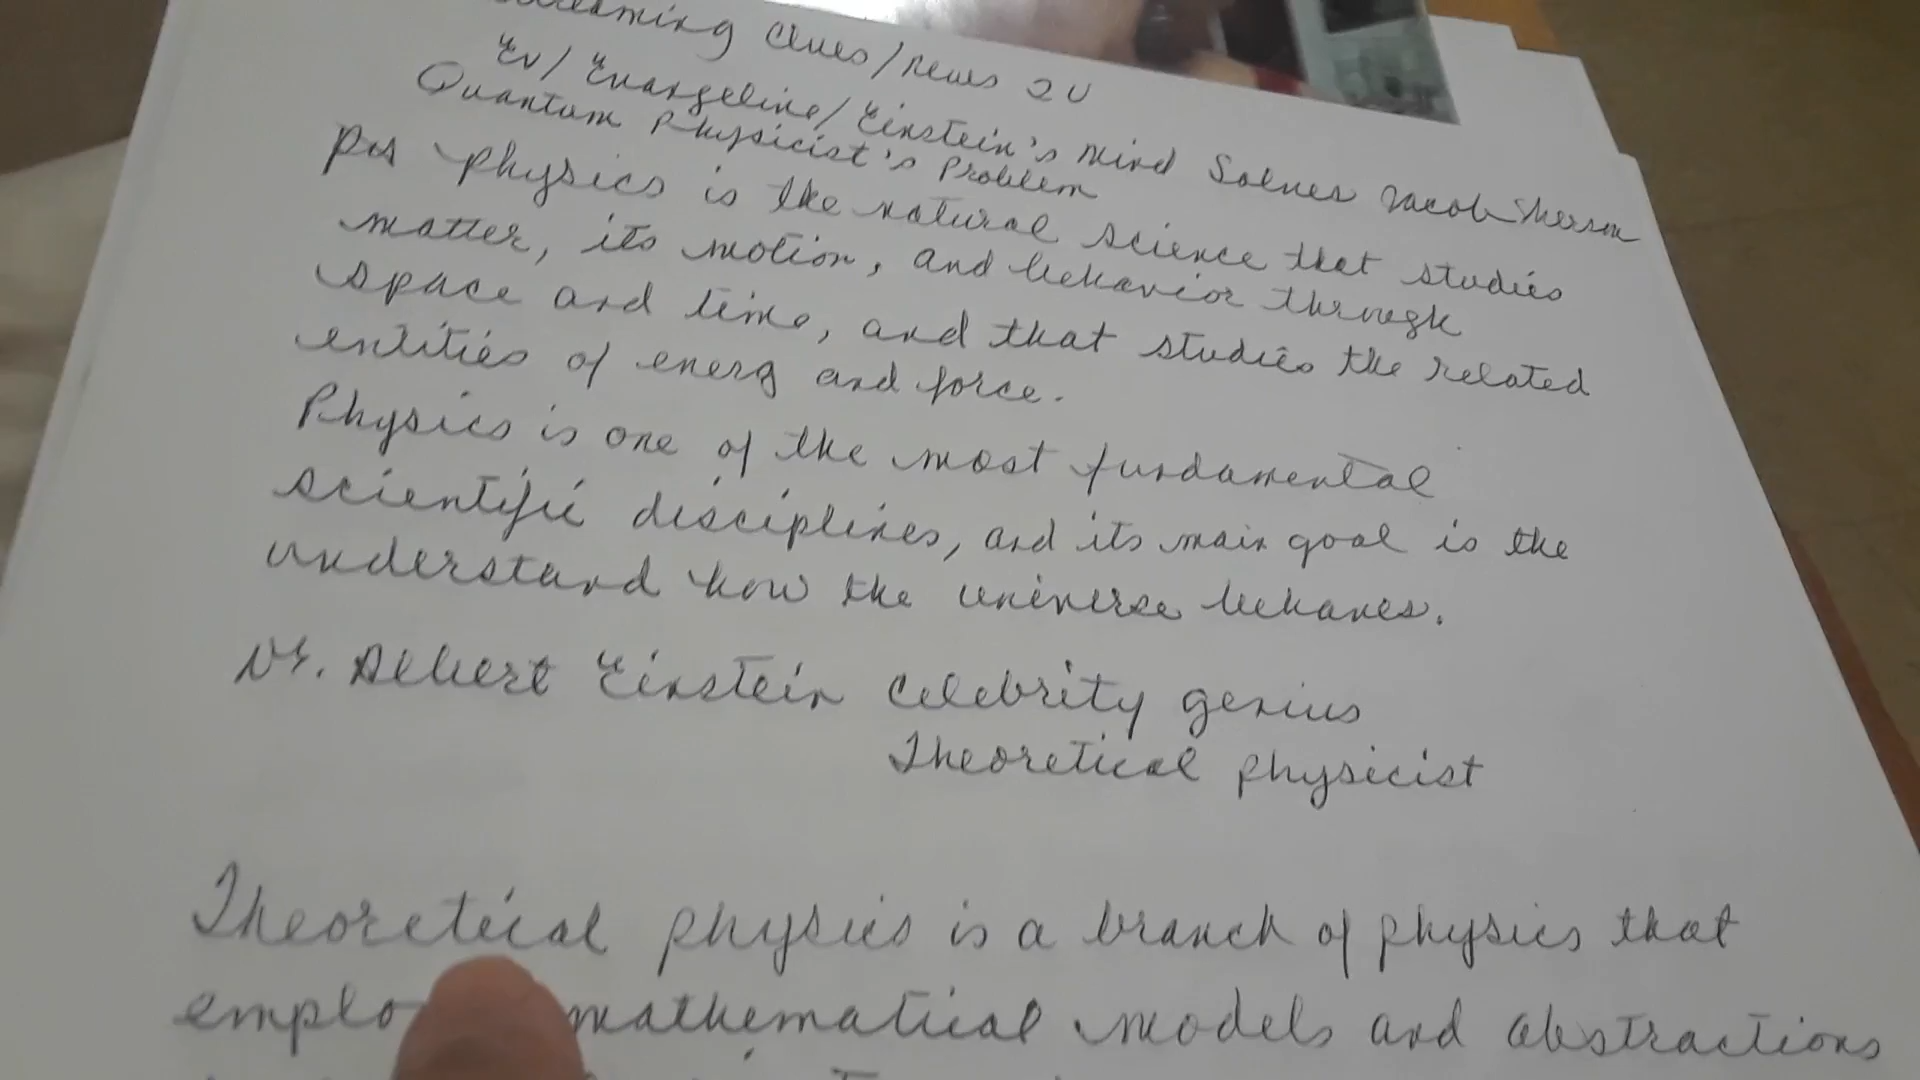 Clues/News 2U
Ev/Evangeline/Einstein's Mind Solves Jacob Sherson
Quantum Physicist's Problem
physics is the natural science that studies
matter, its motion, and behavior through
space and time, and that studies the related
entities of energ and force.
Physics is one of the most fundamental
scientific disciplines, and its main goal is the
understand how the universe behaves.
Dr. Albert Einstein celebrity genius
Theoretical physicist
Theoretical physics is a branch of physics that
mathematical models and abstractions